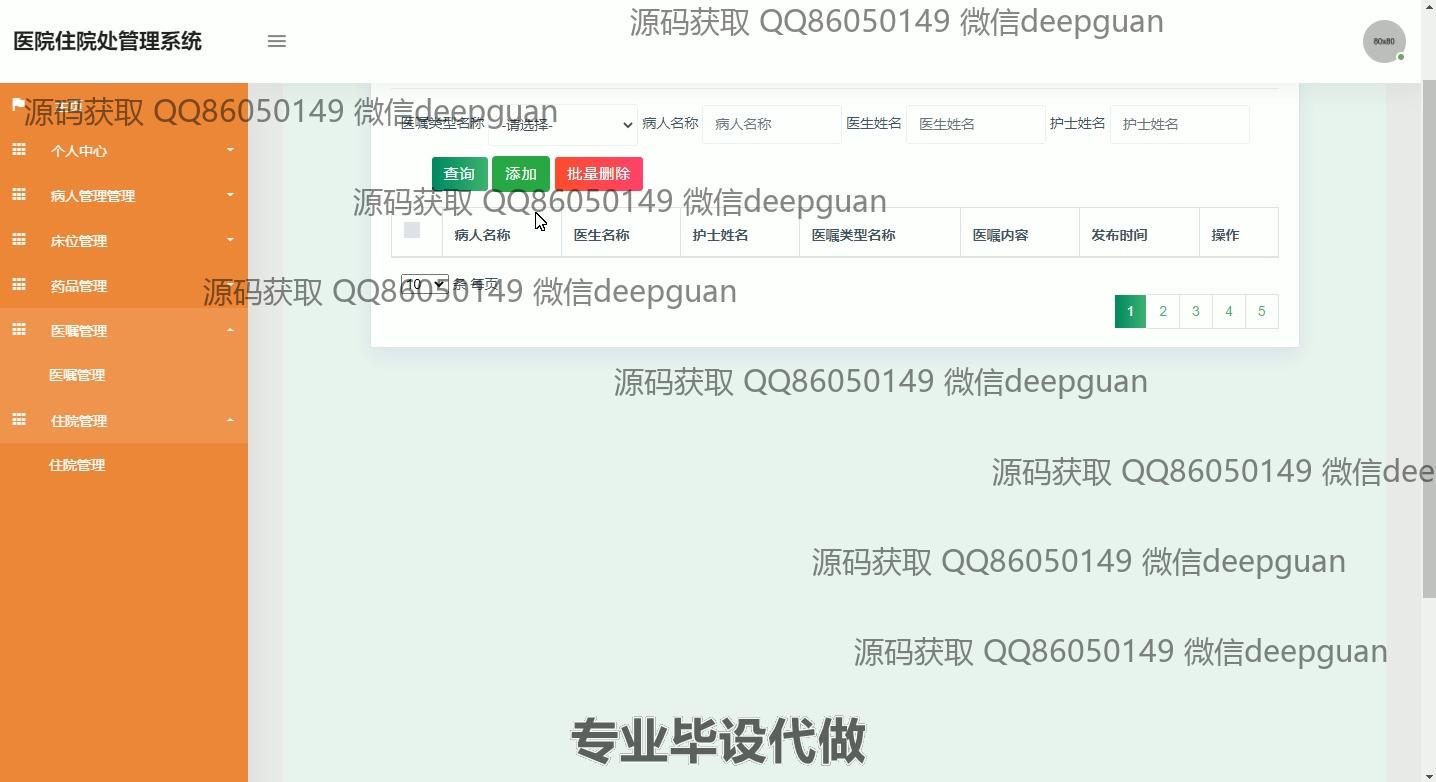 源码获取 QQ86050149 微信deepguan
医院住院处管理系统
80x80
主页
源码获取 QQ86050149 微信deepguan
医嘱类型名称 -请选择- 病人名称 病人名称 医生姓名 医生姓名 护士姓名 护士姓名
个人中心
查询 添加 批量删除
病人管理管理
源码获取 QQ86050149 微信deepguan
病人名称 医生名称 护士姓名 医嘱类型名称 医嘱内容 发布时间 操作
床位管理
10 条 每页
药品管理
源码获取 QQ86050149 微信deepguan
1 2 3 4 5
医嘱管理
医嘱管理
源码获取 QQ86050149 微信deepguan
住院管理
住院管理
源码获取 QQ86050149 微信dee
源码获取 QQ86050149 微信deepguan
源码获取 QQ86050149 微信deepguan
专业毕设代做